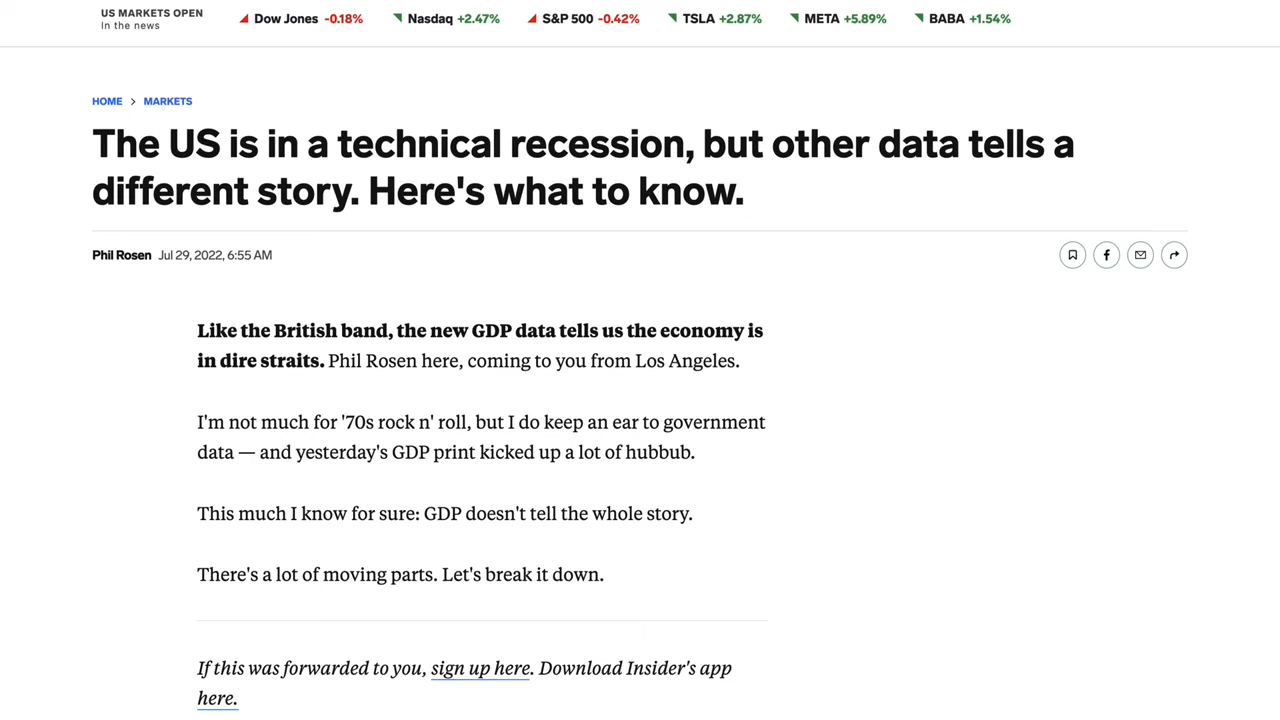 US MARKETS OPEN
In the news
Dow Jones -0.18% Nasdaq +2.47% S&P 500 -0.42% TSLA +2.87% META +5.89% BABA +1.54%
HOME > MARKETS
The US is in a technical recession, but other data tells a
different story. Here's what to know.
Phil Rosen Jul 29, 2022, 6:55 AM
Like the British band, the new GDP data tells us the economy is
in dire straits. Phil Rosen here, coming to you from Los Angeles.
I'm not much for '70s rock n' roll, but I do keep an ear to government
data — and yesterday's GDP print kicked up a lot of hubbub.
This much I know for sure: GDP doesn't tell the whole story.
There's a lot of moving parts. Let's break it down.
If this was forwarded to you, sign up here. Download Insider's app
here.